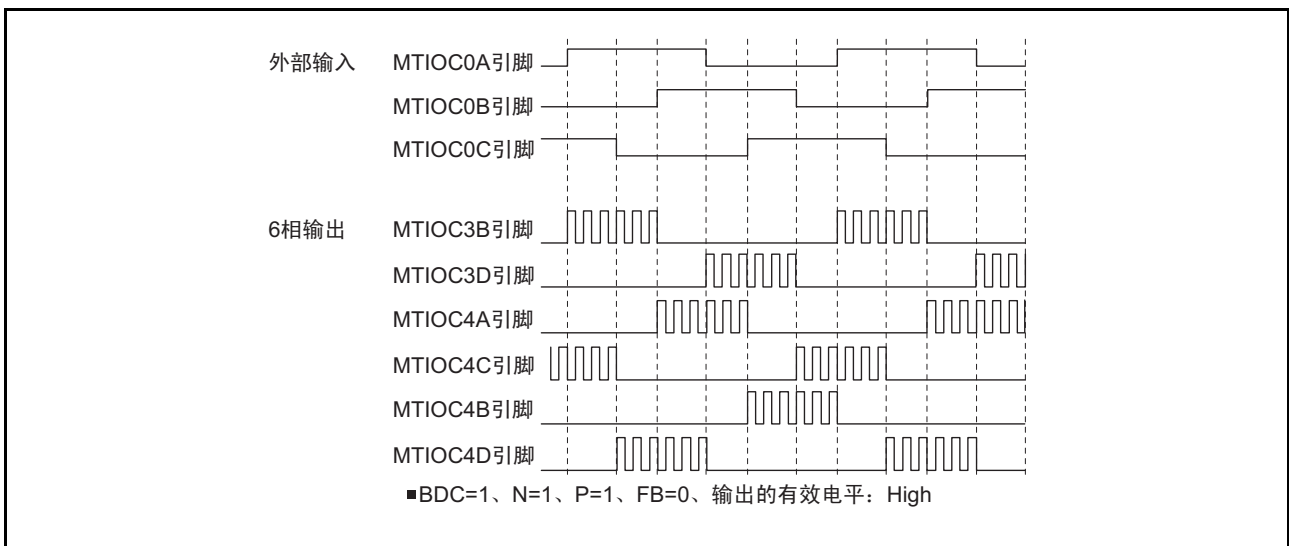 外部输入 MTIOC0A引脚
MTIOC0B引脚
MTIOC0C引脚
6相输出 MTIOC3B引脚
MTIOC3D引脚
MTIOC4A引脚
MTIOC4C引脚
MTIOC4B引脚
MTIOC4D引脚
■BDC=1、N=1、P=1、FB=0、输出的有效电平：High